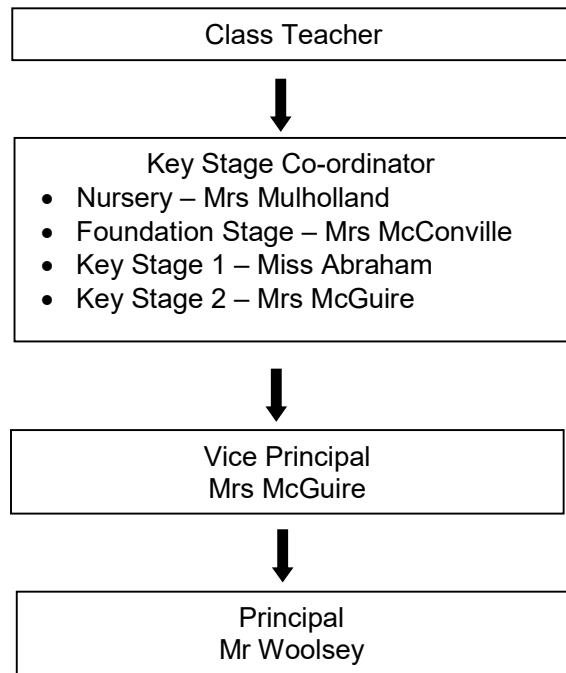 Class Teacher
Key Stage Co-ordinator
• Nursery – Mrs Mulholland
• Foundation Stage – Mrs McConville
• Key Stage 1 – Miss Abraham
• Key Stage 2 – Mrs McGuire
Vice Principal
Mrs McGuire
Principal
Mr Woolsey